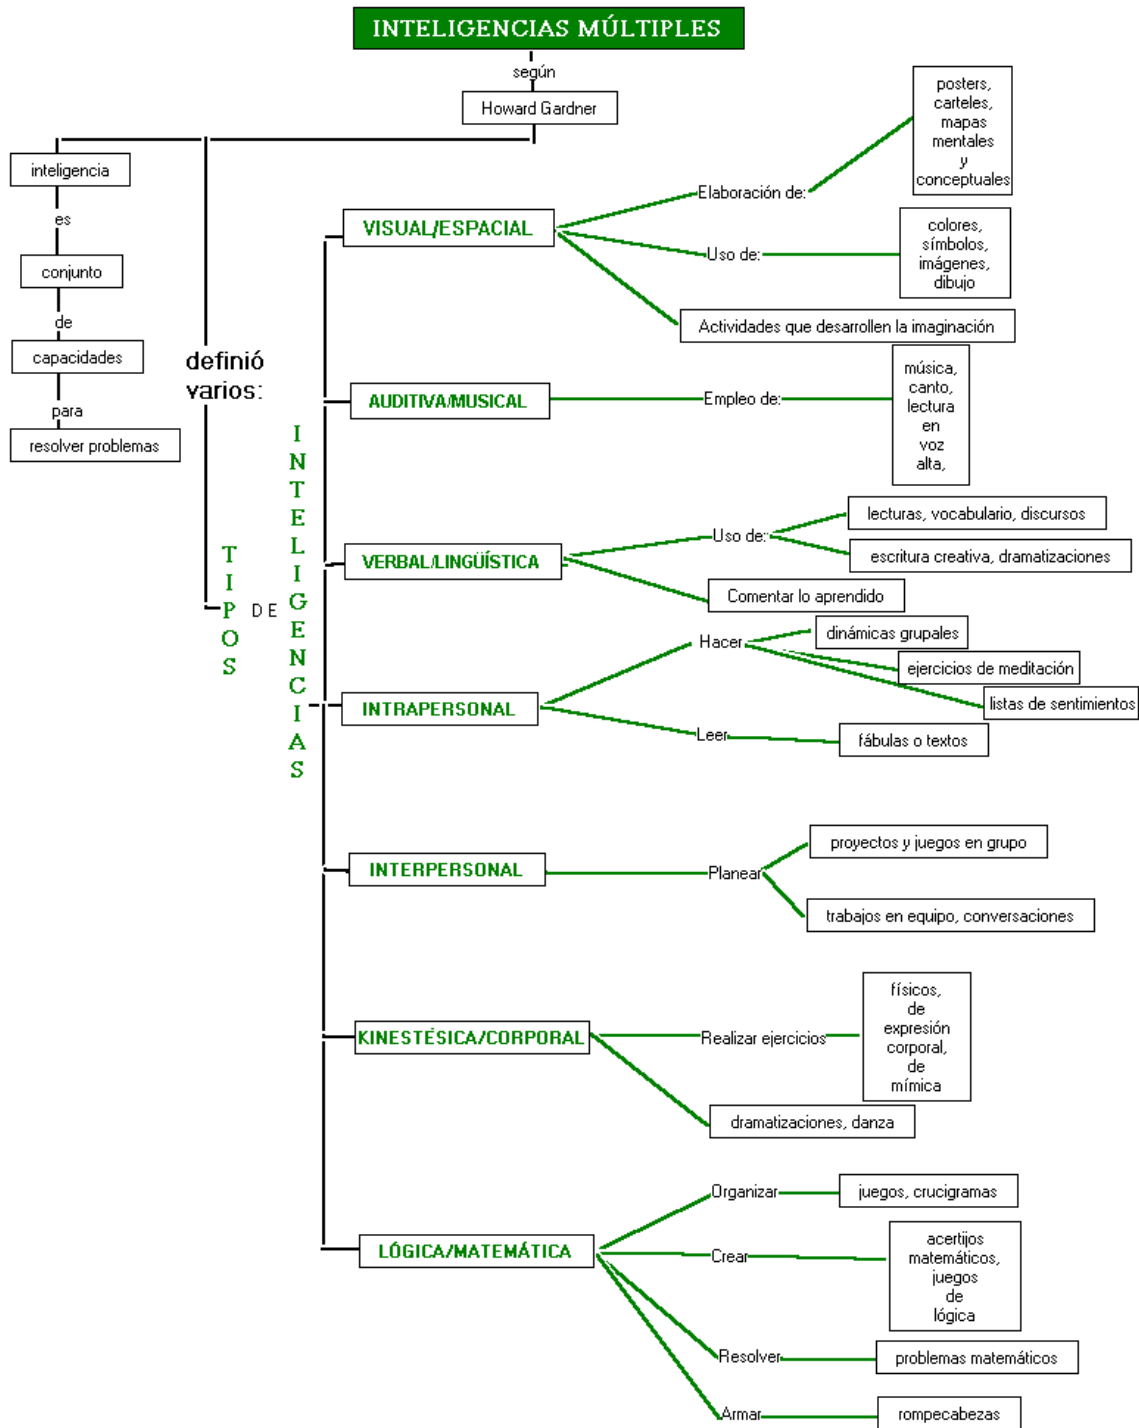 INTELIGENCIAS MÚLTIPLES
según
Howard Gardner
inteligencia
es
conjunto
de
capacidades
para
resolver problemas
definió
varios:
TIPOS
DE
INTELIGENCIAS
VISUAL/ESPACIAL
Elaboración de:
posters,
carteles,
mapas
mentales
y
conceptuales
Uso de:
colores,
símbolos,
imágenes,
dibujo
Actividades que desarrollen la imaginación
AUDITIVA/MUSICAL
Empleo de:
música,
canto,
lectura
en
voz
alta,
VERBAL/LINGÜÍSTICA
Uso de:
lecturas, vocabulario, discursos
escritura creativa, dramatizaciones
Comentar lo aprendido
INTRAPERSONAL
Hacer
dinámicas grupales
ejercicios de meditación
listas de sentimientos
Leer
fábulas o textos
INTERPERSONAL
Planear
proyectos y juegos en grupo
trabajos en equipo, conversaciones
KINESTÉSICA/CORPORAL
Realizar ejercicios
físicos,
de
expresión
corporal,
de
mímica
dramatizaciones, danza
LÓGICA/MATEMÁTICA
Organizar
juegos, crucigramas
Crear
acertijos
matemáticos,
juegos
de
lógica
Resolver
problemas matemáticos
Armar
rompecabezas